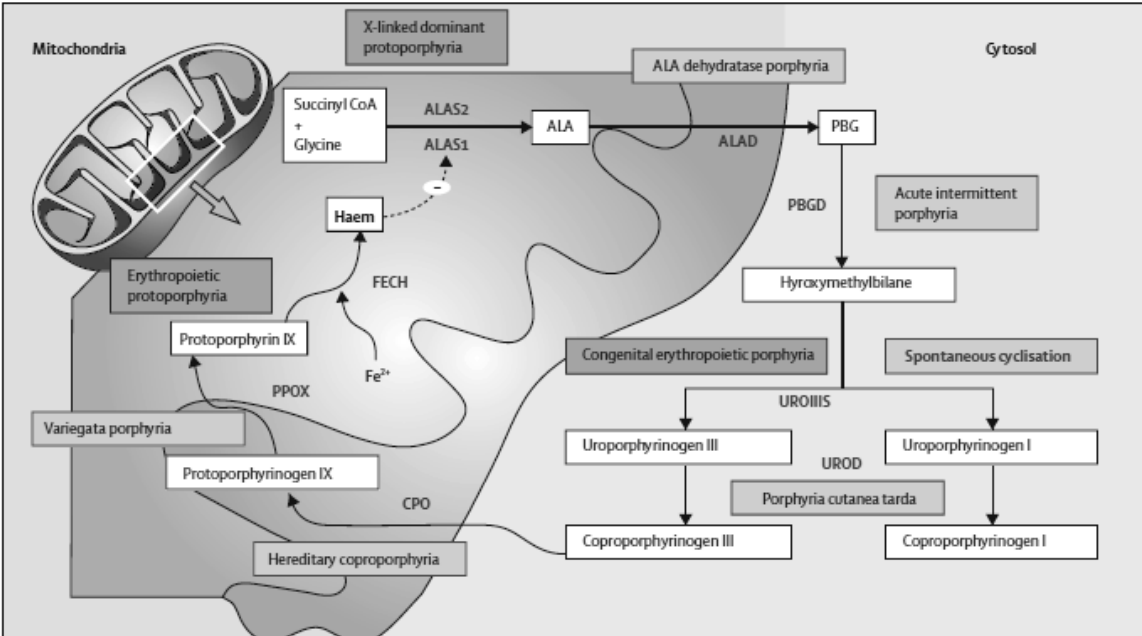 X-linked dominant
protoporphyria
Mitochondria
Cytosol
ALA dehydratase porphyria
Succinyl CoA
+
Glycine
ALAS2
ALAS1
ALA
ALAD
PBG
–
Haem
PBGD
Acute intermittent
porphyria
Erythropoietic
protoporphyria
FECH
Hyroxymethylbilane
Protoporphyrin IX
Fe²⁺
Congenital erythropoietic porphyria
Spontaneous cyclisation
PPOX
UROIIIS
Variegata porphyria
Uroporphyrinogen III
Uroporphyrinogen I
Protoporphyrinogen IX
UROD
CPO
Porphyria cutanea tarda
Hereditary coproporphyria
Coproporphyrinogen III
Coproporphyrinogen I